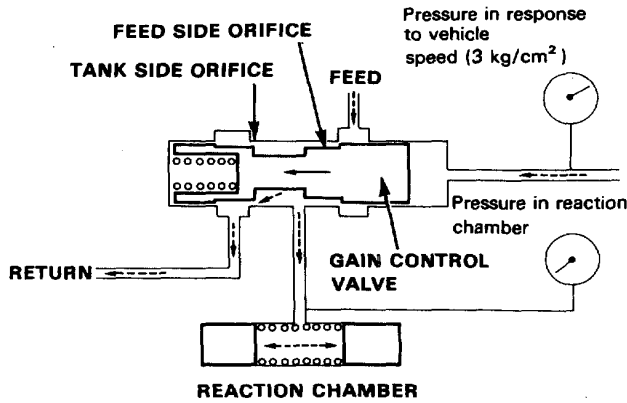 Pressure in response
to vehicle
speed (3 kg/cm²)
FEED SIDE ORIFICE
TANK SIDE ORIFICE
FEED
Pressure in reaction
chamber
GAIN CONTROL
VALVE
RETURN
REACTION CHAMBER